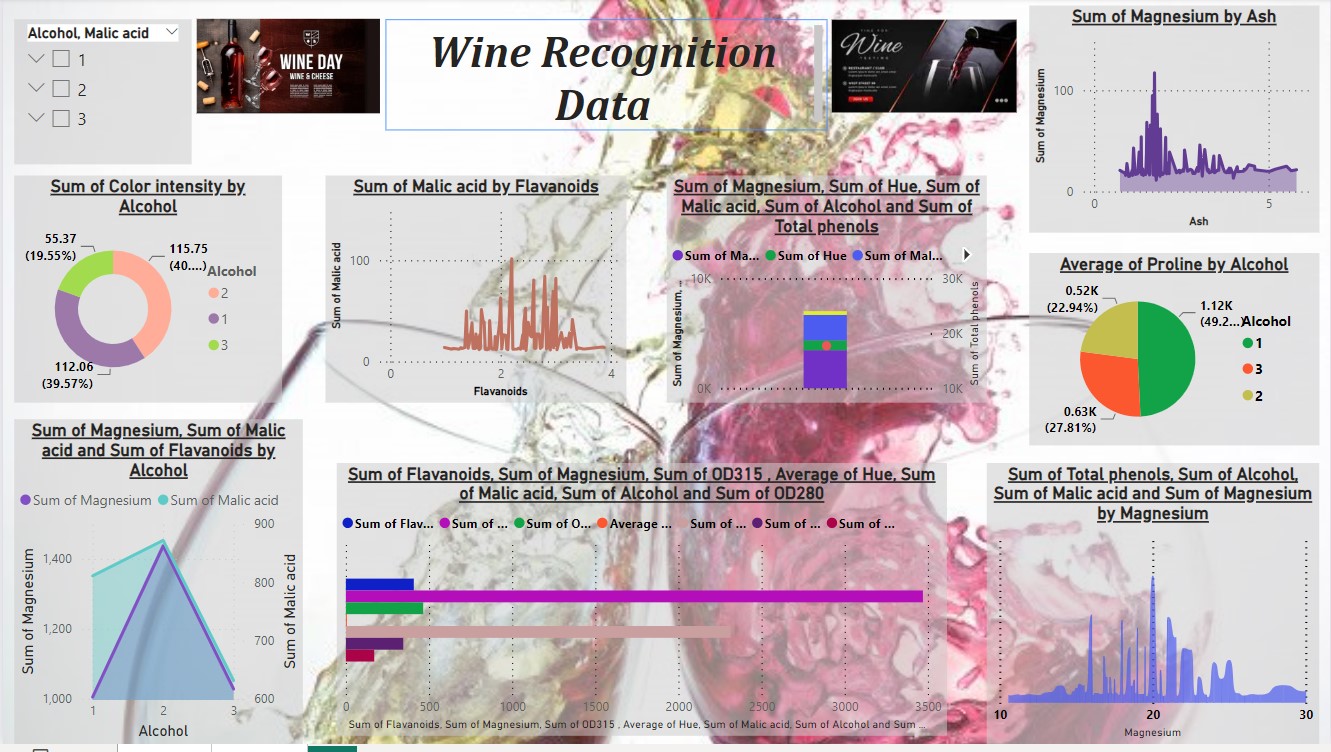 Alcohol, Malic acid
1
2
3
WINE DAY
WINE & CHEESE
Wine Recognition
Data
Wine
Sum of Magnesium by Ash
Sum of Magnesium
100
0
0
5
Ash
Sum of Color intensity by
Alcohol
55.37
(19.55%)
115.75
(40....)
112.06
(39.57%)
Alcohol
2
1
3
Sum of Malic acid by Flavanoids
Sum of Malic acid
100
0
0
2
4
Flavanoids
Sum of Magnesium, Sum of Hue, Sum of
Malic acid, Sum of Alcohol and Sum of
Total phenols
Sum of Ma...
Sum of Hue
Sum of Mal...
Sum of Magnesium, ...
10K
0K
30K
20K
10K
Sum of Total phenols
Average of Proline by Alcohol
0.52K
(22.94%)
1.12K
(49.2...)
0.63K
(27.81%)
Alcohol
1
3
2
Sum of Magnesium, Sum of Malic
acid and Sum of Flavanoids by
Alcohol
Sum of Magnesium
Sum of Malic acid
Sum of Magnesium
1,400
1,200
1,000
900
800
700
600
Sum of Malic acid
1
2
3
Alcohol
Sum of Flavanoids, Sum of Magnesium, Sum of OD315 , Average of Hue, Sum
of Malic acid, Sum of Alcohol and Sum of OD280
Sum of Flav...
Sum of ...
Sum of O...
Average ...
Sum of ...
Sum of ...
Sum of ...
0
500
1000
1500
2000
2500
3000
3500
Sum of Flavanoids, Sum of Magnesium, Sum of OD315 , Average of Hue, Sum of Malic acid, Sum of Alcohol and Sum ...
Sum of Total phenols, Sum of Alcohol,
Sum of Malic acid and Sum of Magnesium
by Magnesium
10
20
30
Magnesium